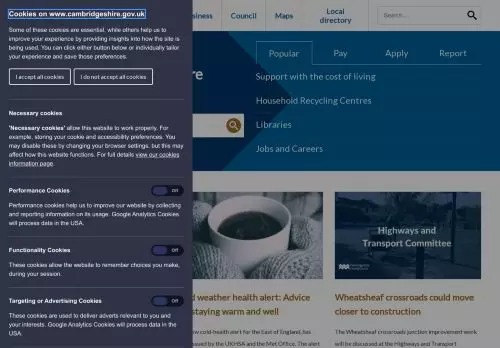 Cookies on www.cambridgeshire.gov.uk
Some of these cookies are essential, while others help us to
improve your experience by providing insights into how the site is
being used. You can click either button or individually tailor
your experience and save those preferences.
I accept all cookies
I do not accept all cookies
Necessary cookies
'Necessary cookies' allow this website to work properly. For
example, storing your cookie and accessibility preferences. You
may disable these by changing your browser settings, but this may
affect how this website functions. For full details view our cookies
information page.
Performance Cookies
Off
Performance cookies help us to improve our website by collecting
and reporting information on its usage. Google Analytics Cookies
will process data in the USA.
Functionality Cookies
Off
These cookies allow the website to remember choices you make,
during your session.
Targeting or Advertising Cookies
Off
These cookies are used to deliver adverts relevant to you and
your interests. Google Analytics Cookies will process data in the
USA.
siness
Council
Maps
Local
directory
Search...
re
Popular
Pay
Apply
Report
Support with the cost of living
Household Recycling Centres
Libraries
Jobs and Careers
Highways and
Transport Committee
d weather health alert: Advice
staying warm and well
ow cold-health alert for the East of England, has
issued by the UKHSA and the Met Office. The alert
Wheatsheaf crossroads could move
closer to construction
The Wheatsheaf crossroads junction improvement work
will be discussed at the Highways and Transport